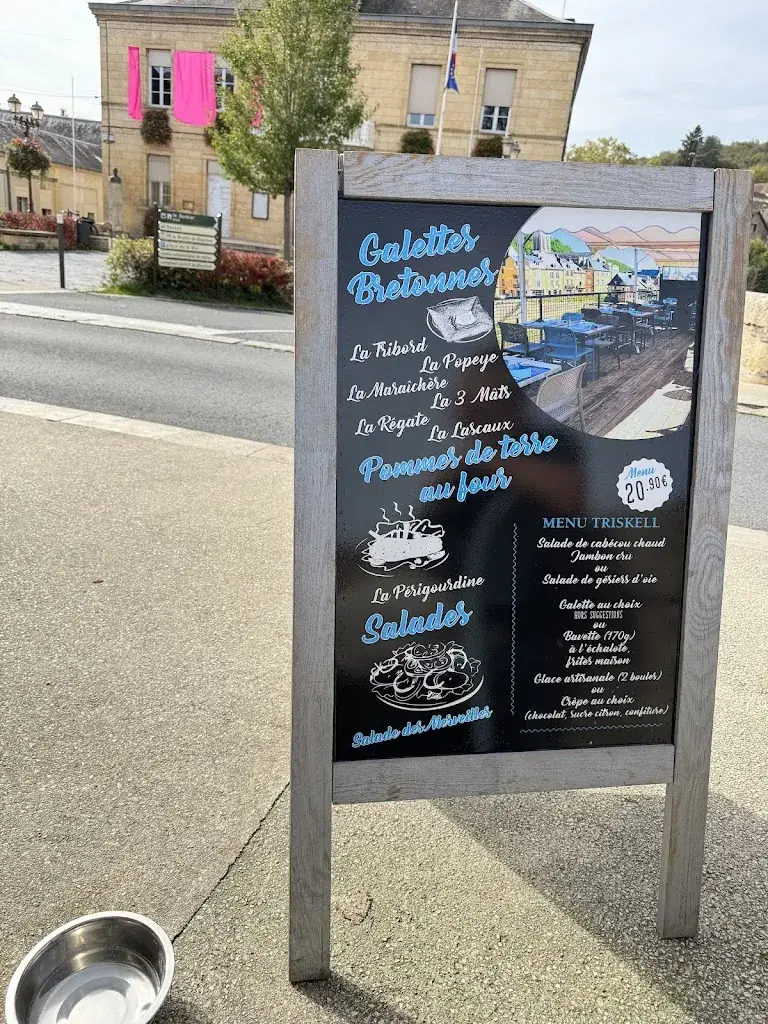 Galettes
Bretonnes
La Tribord
La Popeye
La Maraîchère
La 3 Mâts
La Régate
La Lascaux
Pommes de terre
au four
La Périgourdine
Salades
Salade des Merveilles
Menu
20.90€
MENU TRISKELL
Salade de cabécou chaud
Jambon cru
ou
Salade de gésiers d'oie
Galette au choix
HORS SUGGESTIONS
ou
Bavette (170g)
à l'échalote,
frites maison
Glace artisanale (2 boules)
ou
Crêpe au choix
(chocolat, sucre citron, confiture)